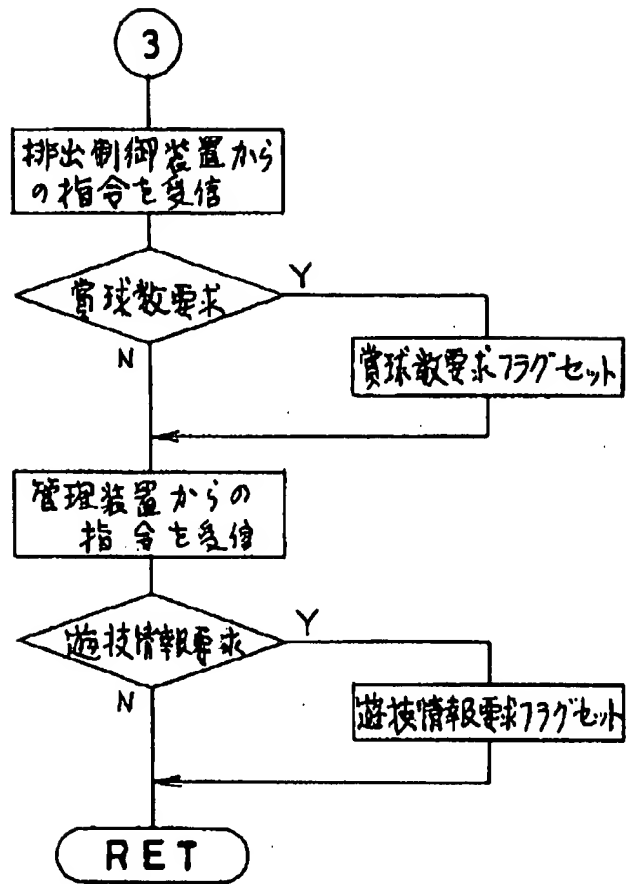 3
排出制御装置から
の指令を受信
賞球数要求
Y
N
賞球数要求フラグセット
管理装置からの
指令を受信
遊技情報要求
Y
N
遊技情報要求フラグセット
RET